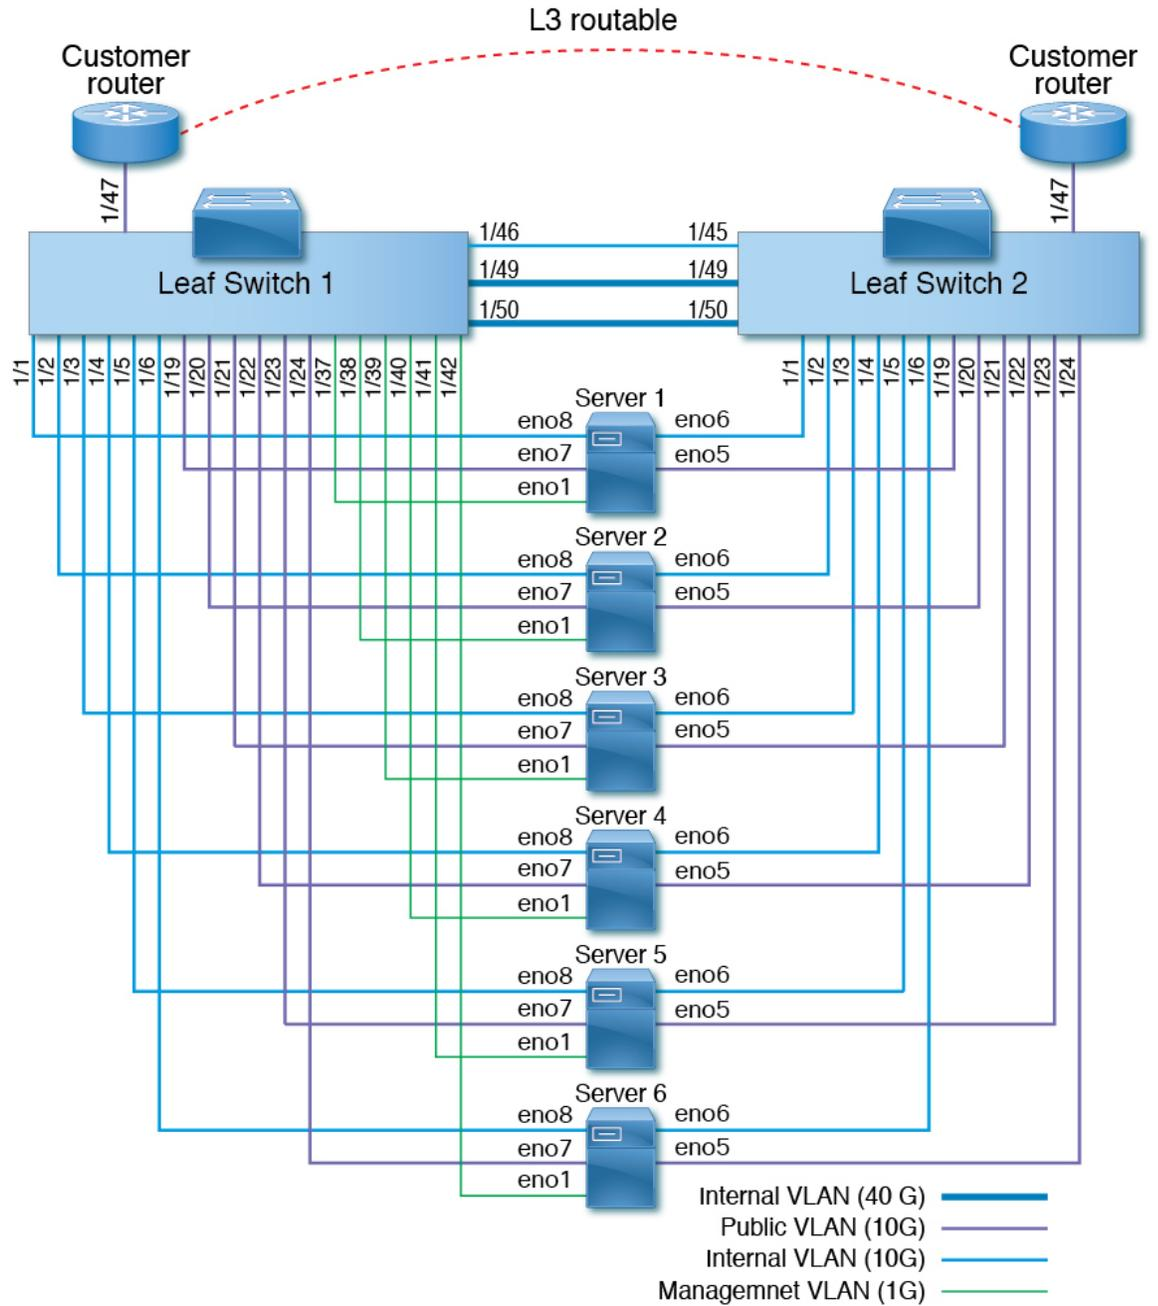 L3 routable
Customer
router
Customer
router
1/47
1/47
Leaf Switch 1
1/46
1/45
1/49
1/49
1/50
1/50
Leaf Switch 2
1/1
1/2
1/3
1/4
1/5
1/6
1/19
1/20
1/21
1/22
1/23
1/24
1/37
1/38
1/39
1/40
1/41
1/42
1/1
1/2
1/3
1/4
1/5
1/6
1/19
1/20
1/21
1/22
1/23
1/24
Server 1
eno8
eno6
eno7
eno5
eno1
Server 2
eno8
eno6
eno7
eno5
eno1
Server 3
eno8
eno6
eno7
eno5
eno1
Server 4
eno8
eno6
eno7
eno5
eno1
Server 5
eno8
eno6
eno7
eno5
eno1
Server 6
eno8
eno6
eno7
eno5
eno1
Internal VLAN (40 G)
Public VLAN (10G)
Internal VLAN (10G)
Managemnet VLAN (1G)